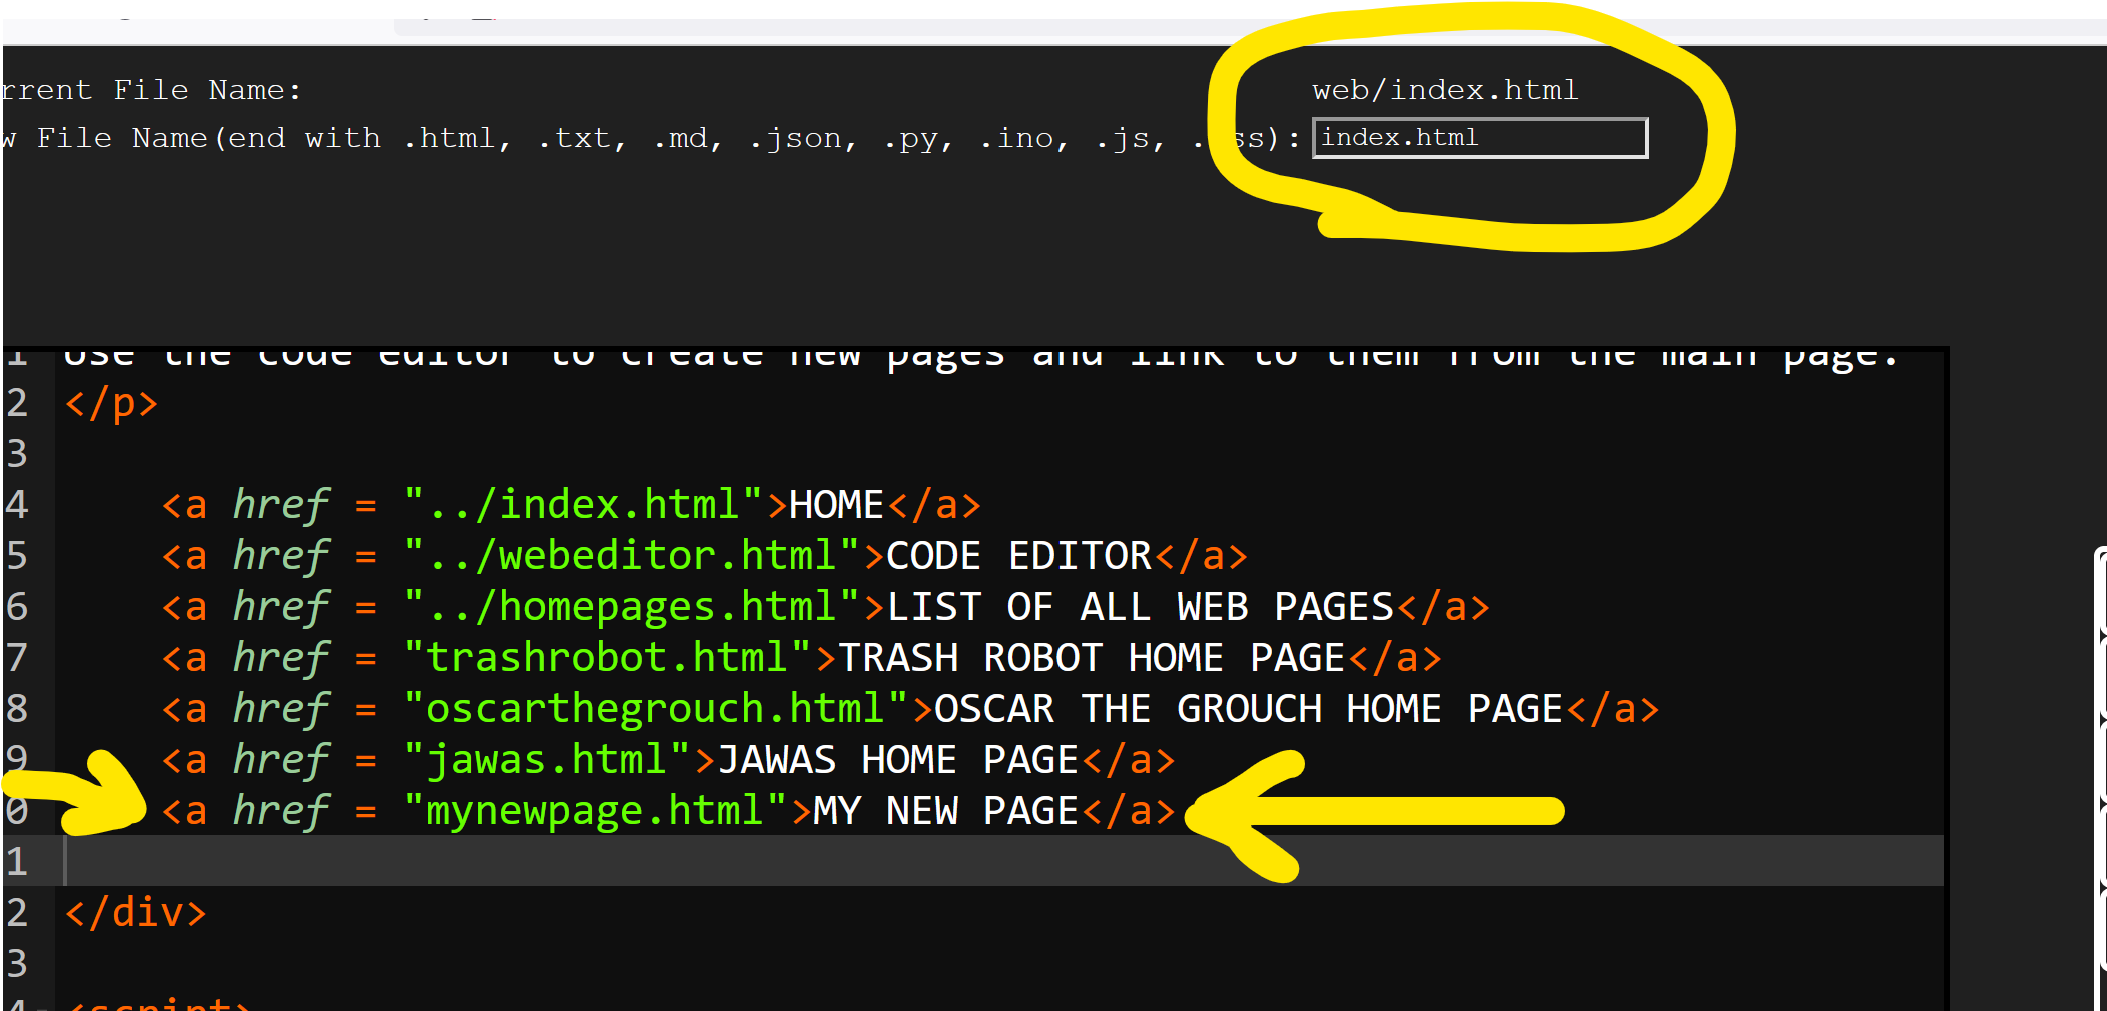 rrent File Name: web/index.html
w File Name(end with .html, .txt, .md, .json, .py, .ino, .js, . ss): index.html
1 Use the code editor to create new pages and link to them from the main page.
2 </p>
3
4 <a href = "../index.html">HOME</a>
5 <a href = "../webeditor.html">CODE EDITOR</a>
6 <a href = "../homepages.html">LIST OF ALL WEB PAGES</a>
7 <a href = "trashrobot.html">TRASH ROBOT HOME PAGE</a>
8 <a href = "oscarthegrouch.html">OSCAR THE GROUCH HOME PAGE</a>
9 <a href = "jawas.html">JAWAS HOME PAGE</a>
0 <a href = "mynewpage.html">MY NEW PAGE</a>
1
2 </div>
3
4 <script>